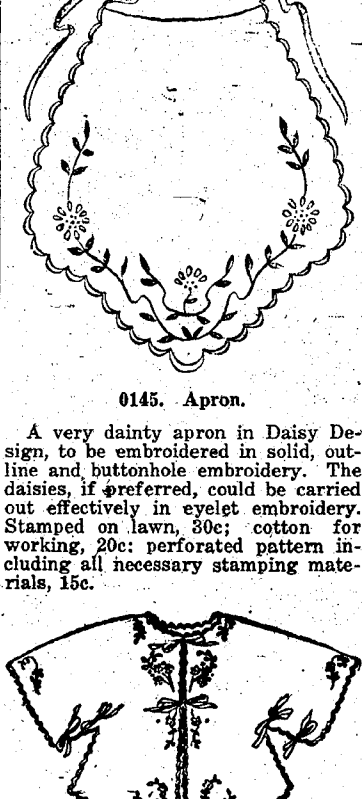 0145. Apron.
A very dainty apron in Daisy De-
sign, to be embroidered in solid, out-
line and buttonhole embroidery. The
daisies, if preferred, could be carried
out effectively in eyelet embroidery.
Stamped on lawn, 30c; cotton for
working, 20c: perforated pattern in-
cluding all necessary stamping mate-
rials, 15c.